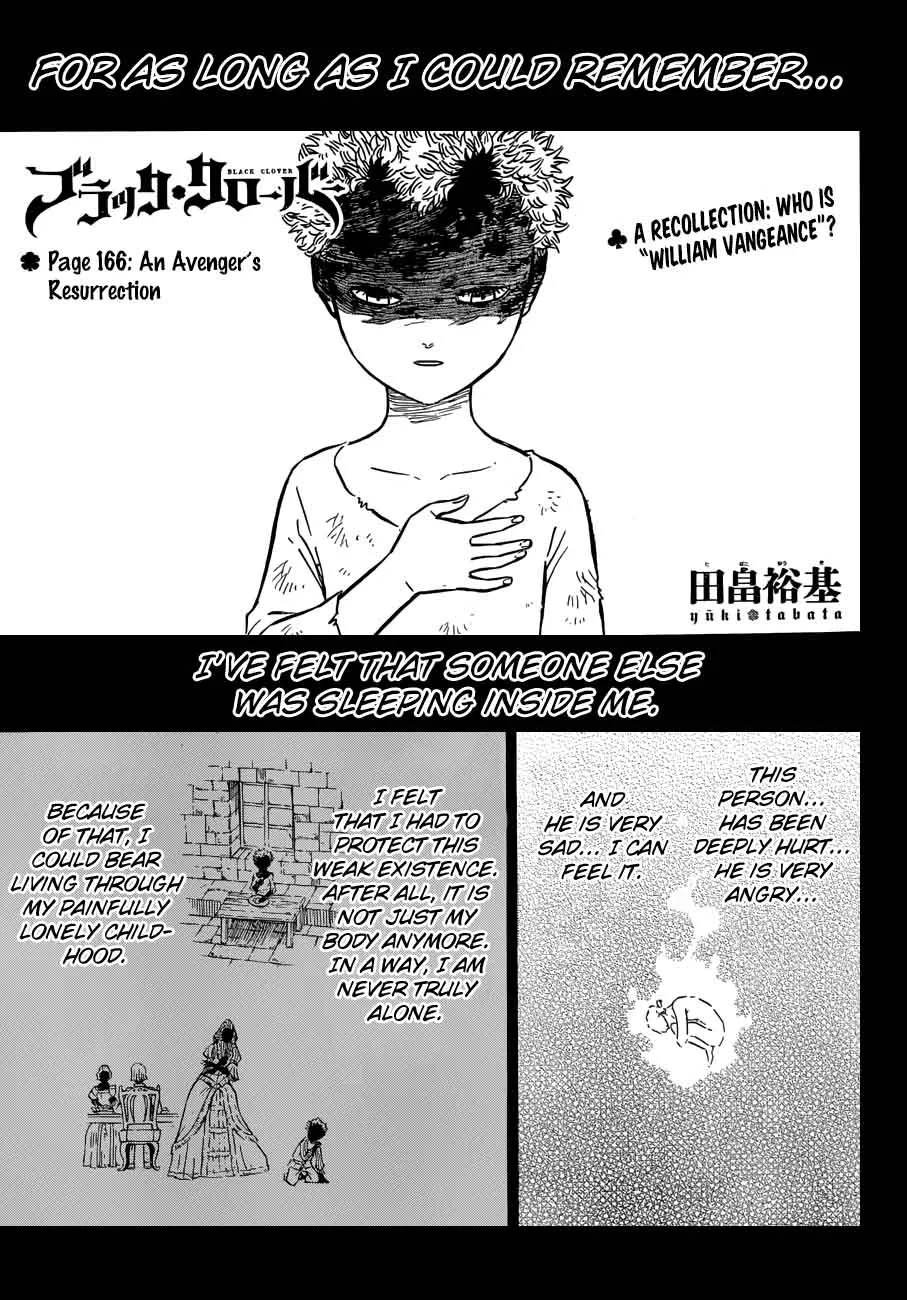 FOR AS LONG AS I COULD REMEMBER...
ブラック・クローバー
BLACK CLOVER
Page 166: An Avenger's
Resurrection
A RECOLLECTION: WHO IS
"WILLIAM VANGEANCE"?
田畠裕基
yūki tabata
I'VE FELT THAT SOMEONE ELSE
WAS SLEEPING INSIDE ME.
THIS
PERSON...
HAS BEEN
DEEPLY HURT...
HE IS VERY
ANGRY...
AND
HE IS VERY
SAD... I CAN
FEEL IT.
I FELT
THAT I HAD TO
PROTECT THIS
WEAK EXISTENCE.
AFTER ALL, IT IS
NOT JUST MY
BODY ANYMORE.
IN A WAY, I AM
NEVER TRULY
ALONE.
BECAUSE
OF THAT, I
COULD BEAR
LIVING THROUGH
MY PAINFULLY
LONELY CHILD-
HOOD.